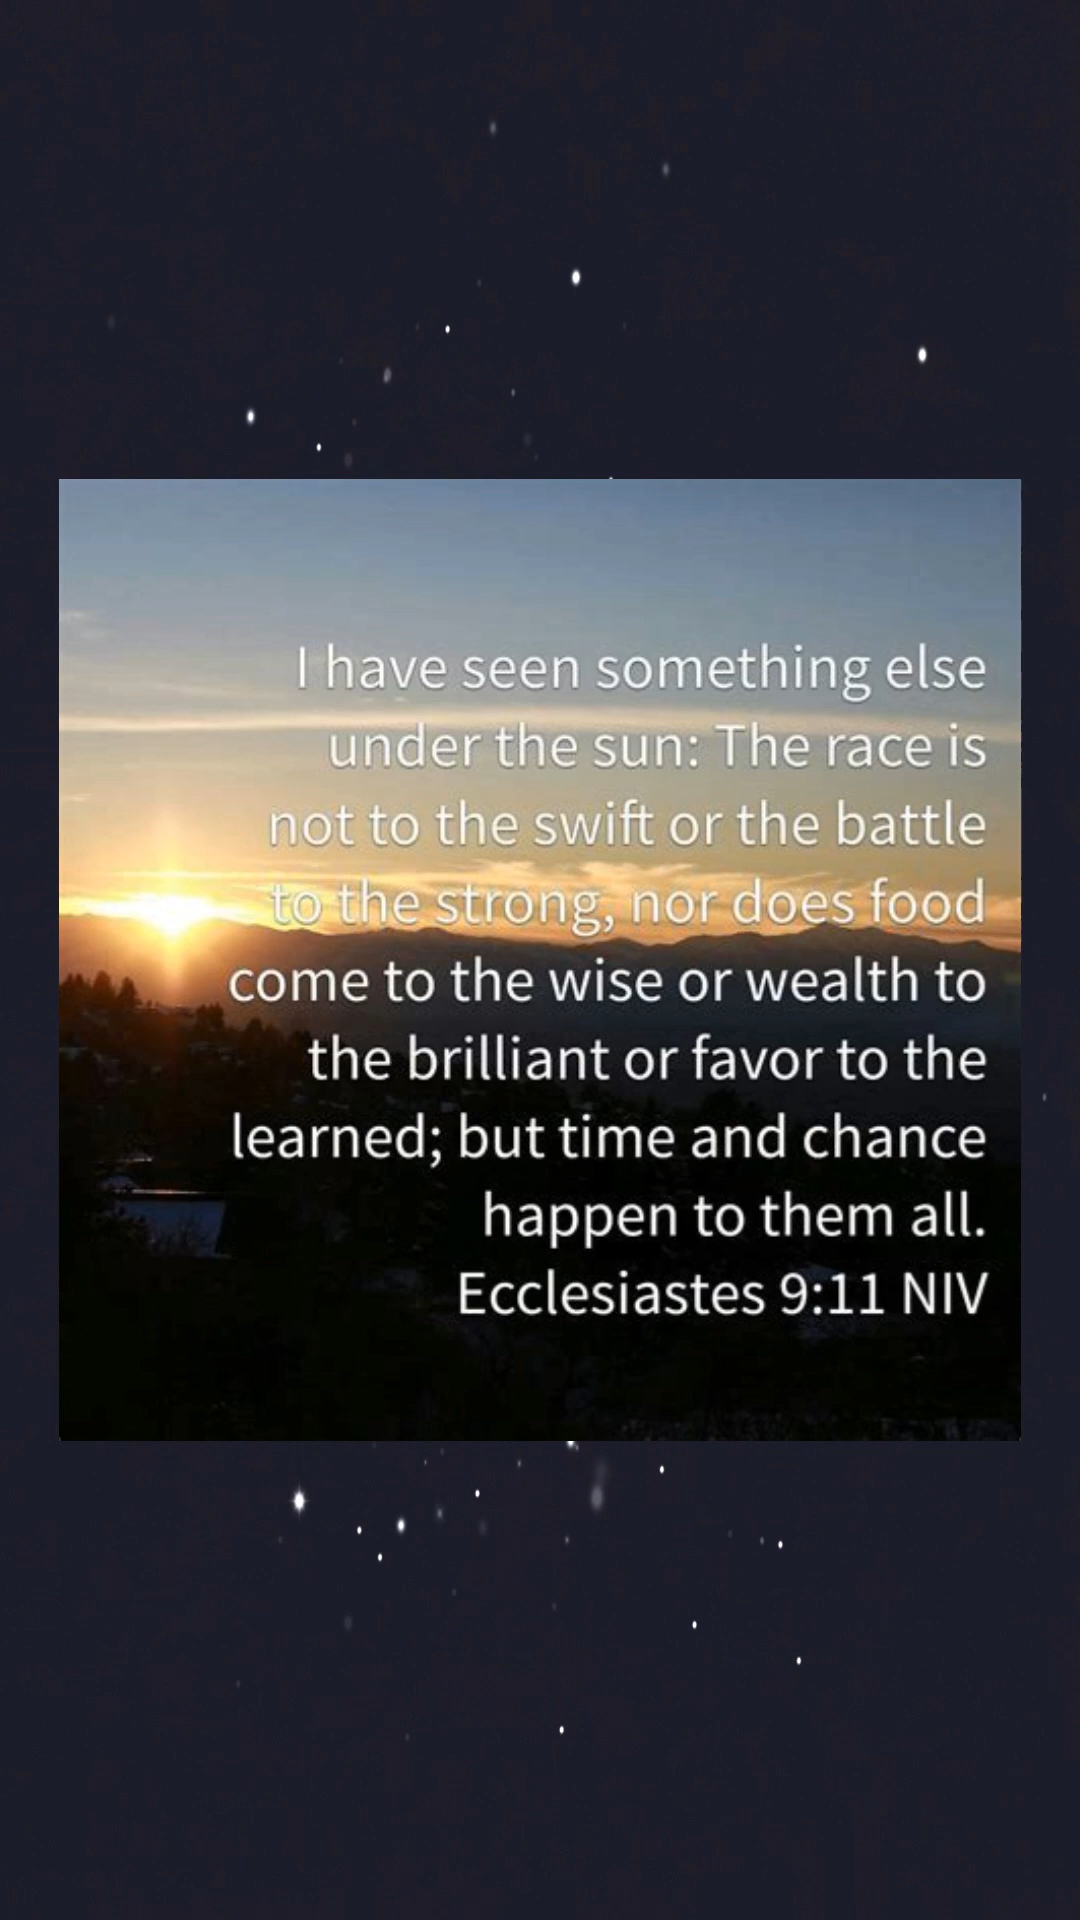 I have seen something else
under the sun: The race is
not to the swift or the battle
to the strong, nor does food
come to the wise or wealth to
the brilliant or favor to the
learned; but time and chance
happen to them all.
Ecclesiastes 9:11 NIV